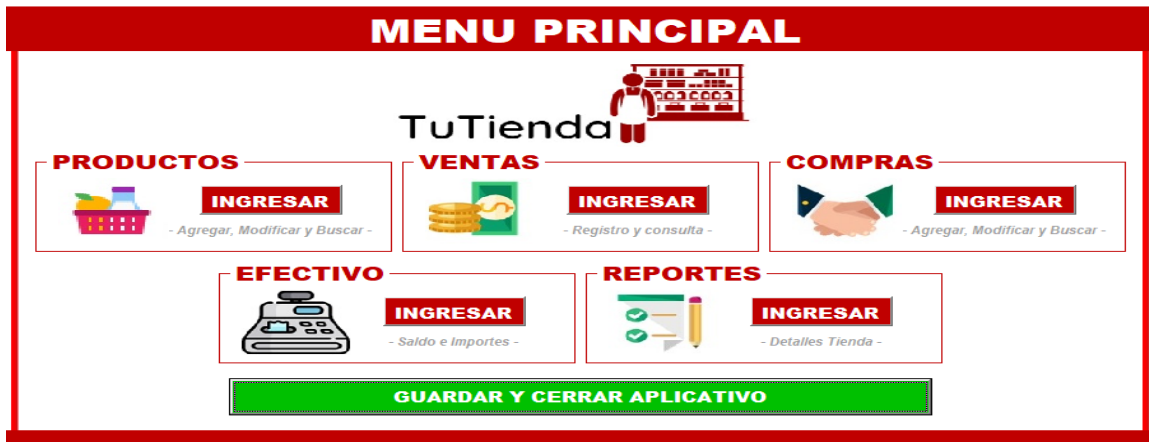 MENU PRINCIPAL
TuTienda
PRODUCTOS
INGRESAR
- Agregar, Modificar y Buscar -
VENTAS
INGRESAR
- Registro y consulta -
COMPRAS
INGRESAR
- Agregar, Modificar y Buscar -
EFECTIVO
INGRESAR
- Saldo e Importes -
REPORTES
INGRESAR
- Detalles Tienda -
GUARDAR Y CERRAR APLICATIVO